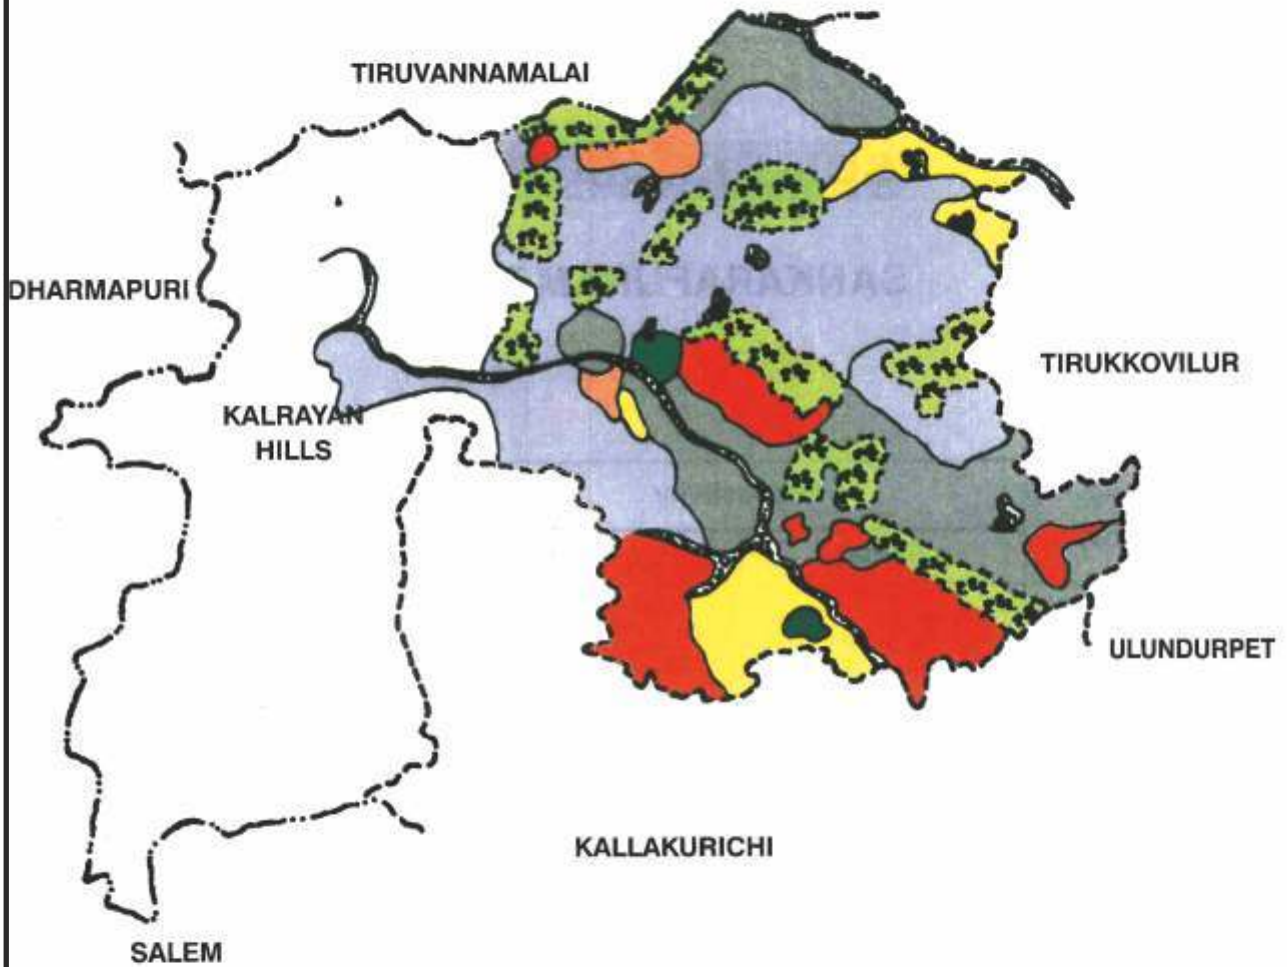 TIRUVANNAMALAI
DHARMAPURI
TIRUKKOVILUR
KALRAYAN
HILLS
ULUNDURPET
KALLAKURICHI
SALEM